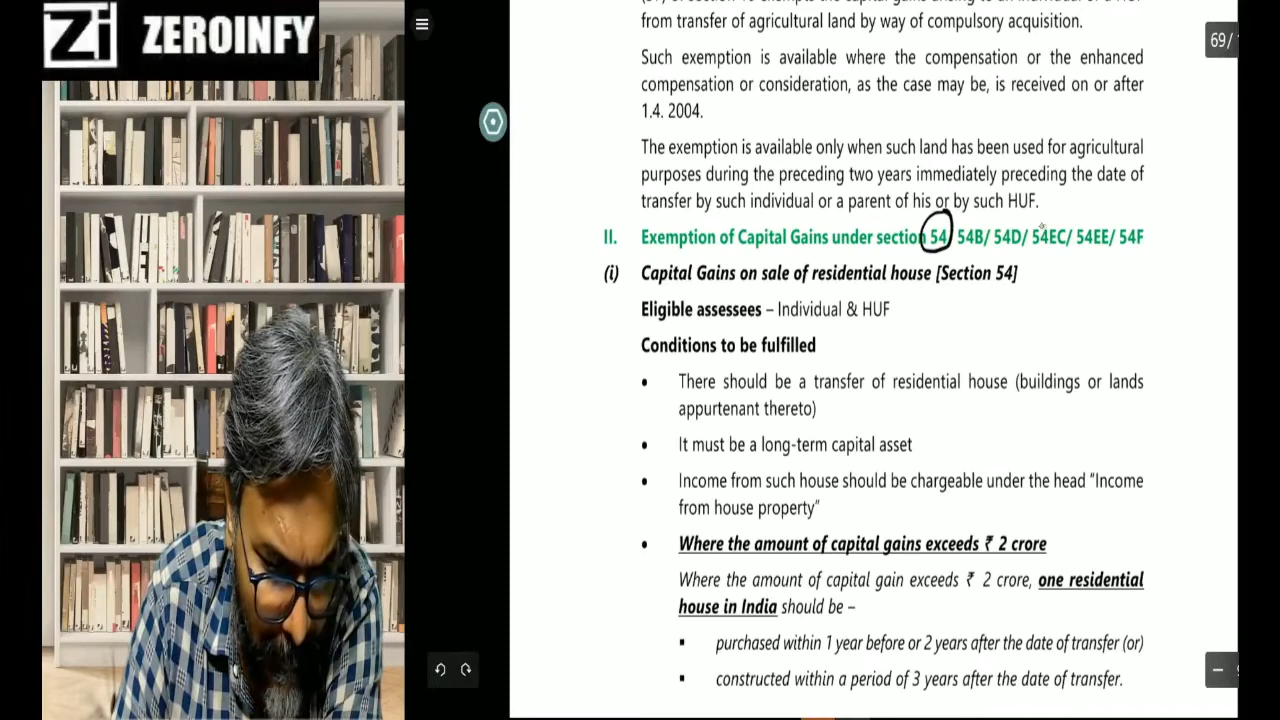 Zi ZEROINFY
69/
from transfer of agricultural land by way of compulsory acquisition.
Such exemption is available where the compensation or the enhanced
compensation or consideration, as the case may be, is received on or after
1.4. 2004.
The exemption is available only when such land has been used for agricultural
purposes during the preceding two years immediately preceding the date of
transfer by such individual or a parent of his or by such HUF.
II. Exemption of Capital Gains under section 54/ 54B/ 54D/ 54EC/ 54EE/ 54F
(i) Capital Gains on sale of residential house [Section 54]
Eligible assessees – Individual & HUF
Conditions to be fulfilled
• There should be a transfer of residential house (buildings or lands
appurtenant thereto)
• It must be a long-term capital asset
• Income from such house should be chargeable under the head “Income
from house property”
• Where the amount of capital gains exceeds ₹ 2 crore
Where the amount of capital gain exceeds ₹ 2 crore, one residential
house in India should be –
▪ purchased within 1 year before or 2 years after the date of transfer (or)
▪ constructed within a period of 3 years after the date of transfer.